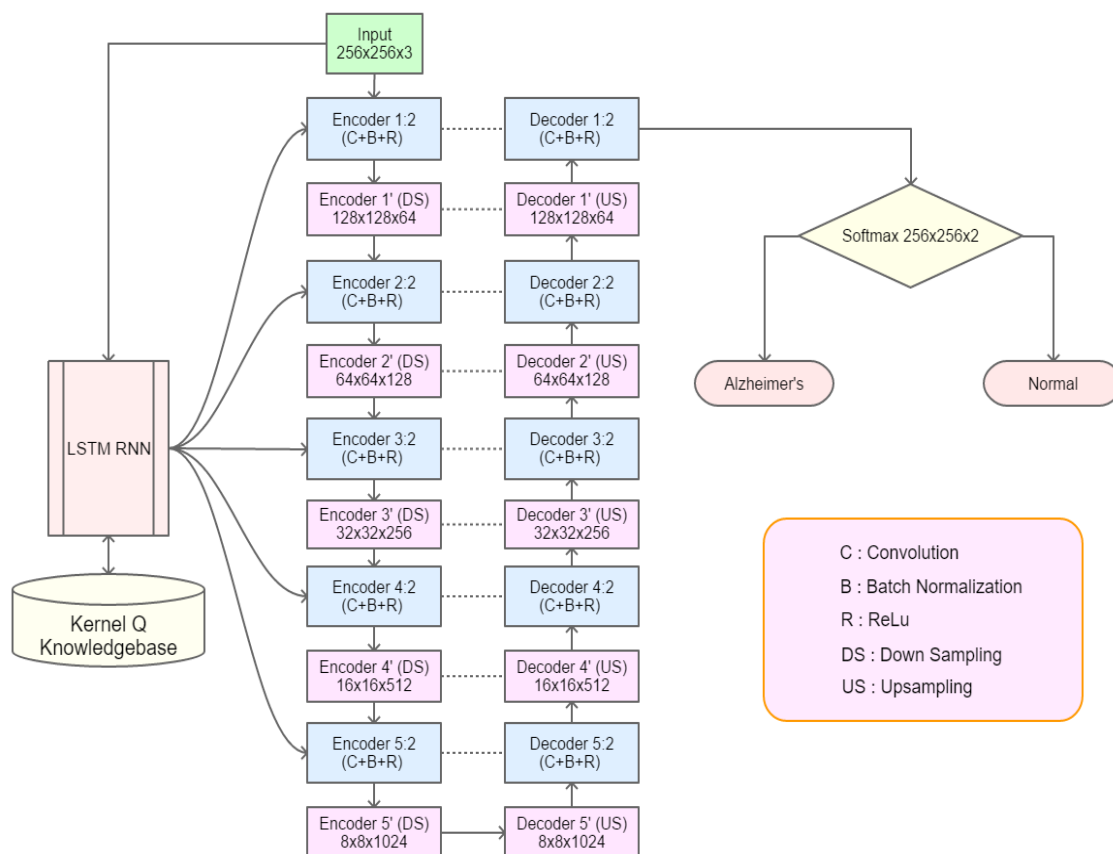 Input
256x256x3
Encoder 1:2
(C+B+R)
Decoder 1:2
(C+B+R)
Encoder 1' (DS)
128x128x64
Decoder 1' (US)
128x128x64
Softmax 256x256x2
Encoder 2:2
(C+B+R)
Decoder 2:2
(C+B+R)
Encoder 2' (DS)
64x64x128
Decoder 2' (US)
64x64x128
Alzheimer's
Normal
LSTM RNN
Encoder 3:2
(C+B+R)
Decoder 3:2
(C+B+R)
Encoder 3' (DS)
32x32x256
Decoder 3' (US)
32x32x256
Encoder 4:2
(C+B+R)
Decoder 4:2
(C+B+R)
Kernel Q
Knowledgebase
Encoder 4' (DS)
16x16x512
Decoder 4' (US)
16x16x512
Encoder 5:2
(C+B+R)
Decoder 5:2
(C+B+R)
Encoder 5' (DS)
8x8x1024
Decoder 5' (US)
8x8x1024
C : Convolution
B : Batch Normalization
R : ReLu
DS : Down Sampling
US : Upsampling